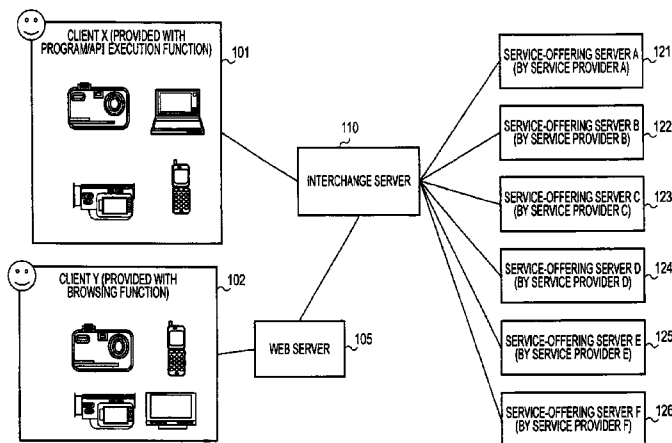 CLIENT X (PROVIDED WITH
PROGRAM/API EXECUTION FUNCTION)
101
110
INTERCHANGE SERVER
CLIENT Y (PROVIDED WITH
BROWSING FUNCTION)
102
WEB SERVER
105
SERVICE-OFFERING SERVER A
(BY SERVICE PROVIDER A)
121
SERVICE-OFFERING SERVER B
(BY SERVICE PROVIDER B)
122
SERVICE-OFFERING SERVER C
(BY SERVICE PROVIDER C)
123
SERVICE-OFFERING SERVER D
(BY SERVICE PROVIDER D)
124
SERVICE-OFFERING SERVER E
(BY SERVICE PROVIDER E)
125
SERVICE-OFFERING SERVER F
(BY SERVICE PROVIDER F)
126